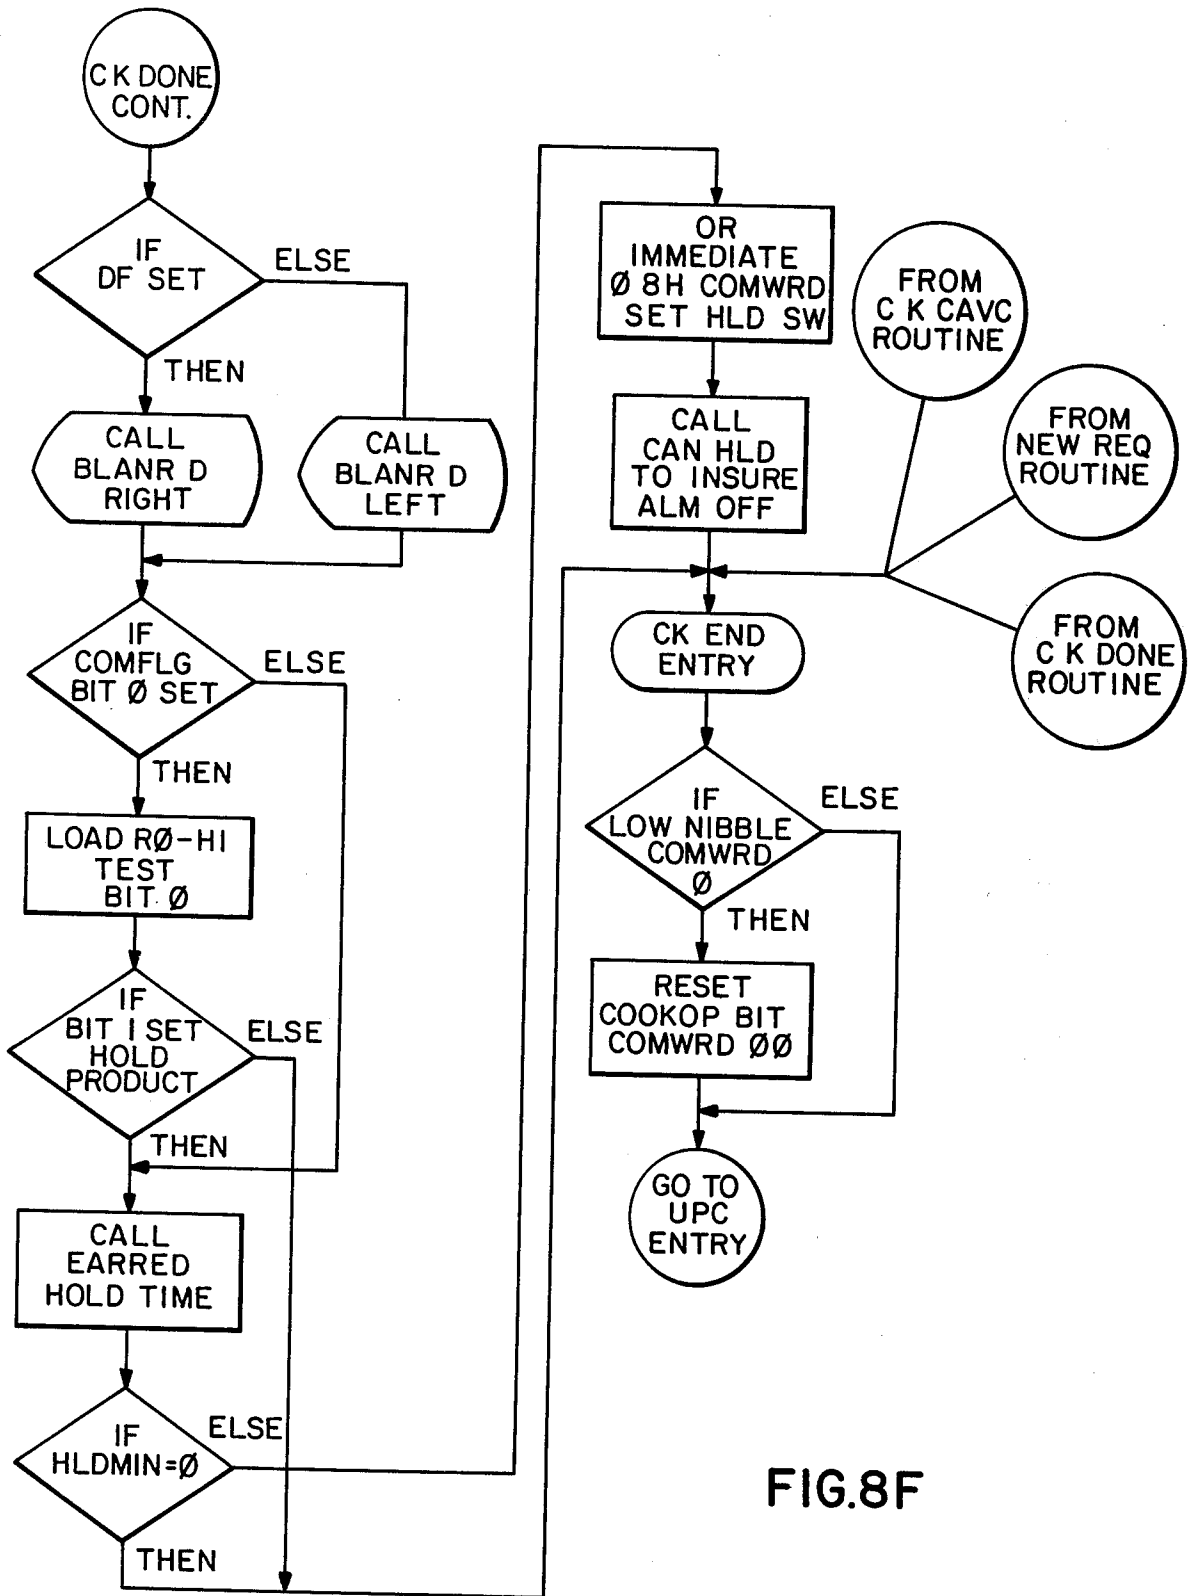 C K DONE
CONT.
IF
DF SET
ELSE
THEN
CALL
BLANR D
RIGHT
CALL
BLANR D
LEFT
IF
COMFLG
BIT Ø SET
ELSE
THEN
LOAD RØ-HI
TEST
BIT Ø
IF
BIT 1 SET
HOLD
PRODUCT
ELSE
THEN
CALL
EARRED
HOLD TIME
IF
HLDMIN=Ø
ELSE
THEN
OR
IMMEDIATE
Ø 8H COMWRD
SET HLD SW
CALL
CAN HLD
TO INSURE
ALM OFF
FROM
C K CAVC
ROUTINE
FROM
NEW REQ
ROUTINE
FROM
C K DONE
ROUTINE
CK END
ENTRY
IF
LOW NIBBLE
COMWRD
Ø
ELSE
THEN
RESET
COOKOP BIT
COMWRD ØØ
GO TO
UPC
ENTRY
FIG.8F